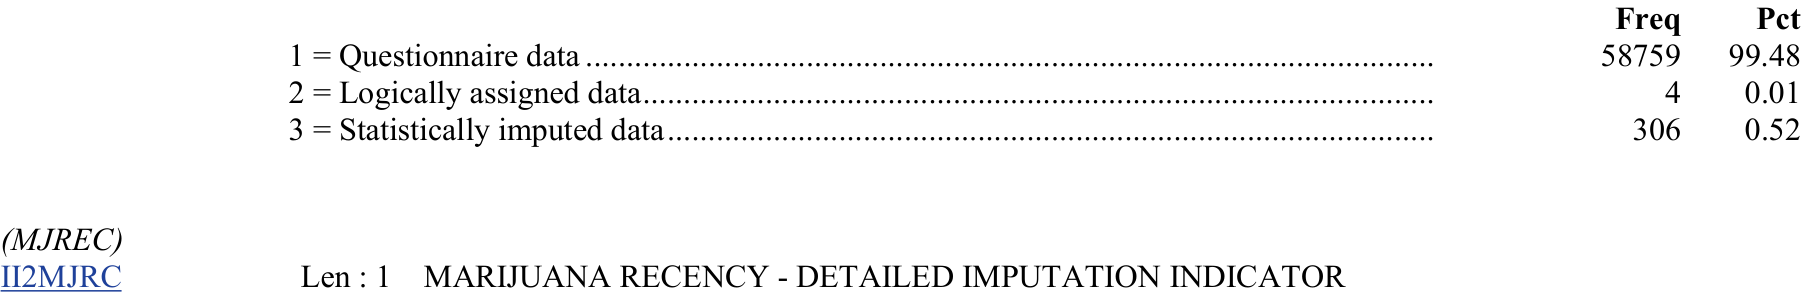 Freq Pct
1 = Questionnaire data ........................................................................................................ 58759 99.48
2 = Logically assigned data................................................................................................. 4 0.01
3 = Statistically imputed data.............................................................................................. 306 0.52
(MJREC)
II2MJRC Len : 1 MARIJUANA RECENCY - DETAILED IMPUTATION INDICATOR